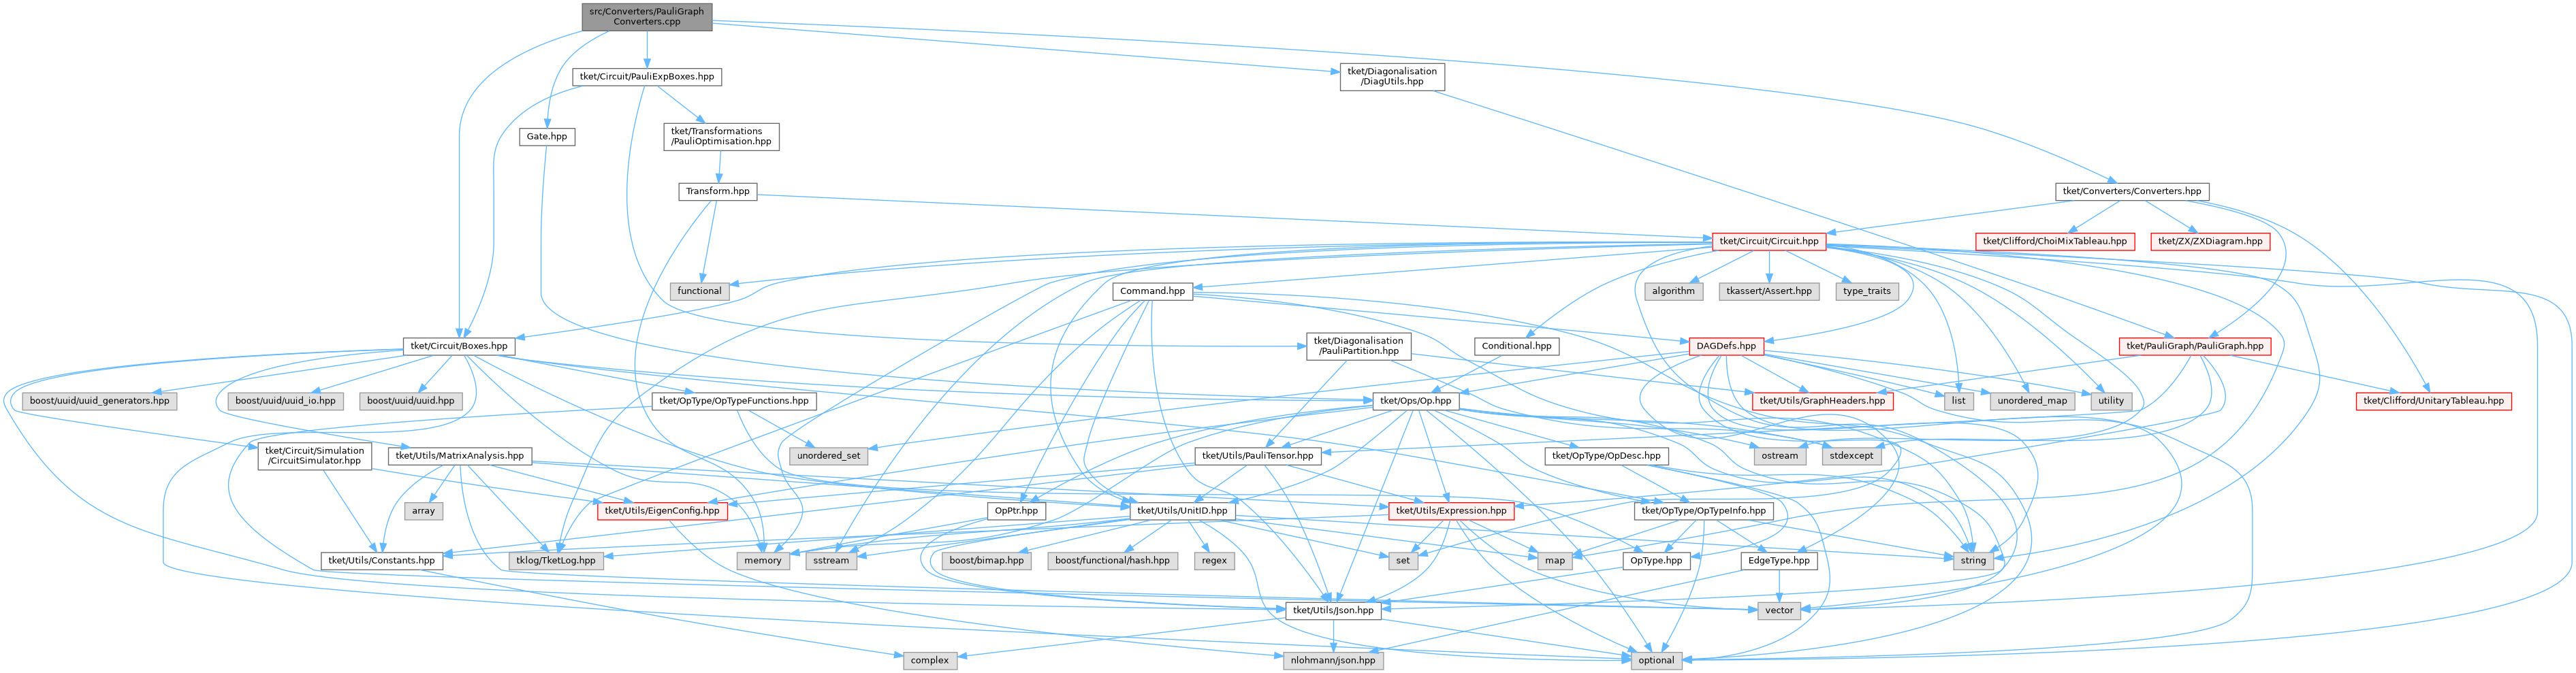 src/Converters/PauliGraph
Converters.cpp
tket/Circuit/PauliExpBoxes.hpp
tket/Diagonalisation
/DiagUtils.hpp
Gate.hpp
tket/Transformations
/PauliOptimisation.hpp
Transform.hpp
tket/Converters/Converters.hpp
tket/Circuit/Circuit.hpp
tket/Clifford/ChoiMixTableau.hpp
tket/ZX/ZXDiagram.hpp
functional
Command.hpp
algorithm
tkassert/Assert.hpp
type_traits
tket/Circuit/Boxes.hpp
tket/Diagonalisation
/PauliPartition.hpp
Conditional.hpp
DAGDefs.hpp
tket/PauliGraph/PauliGraph.hpp
boost/uuid/uuid_generators.hpp
boost/uuid/uuid_io.hpp
boost/uuid/uuid.hpp
tket/OpType/OpTypeFunctions.hpp
tket/Ops/Op.hpp
tket/Utils/GraphHeaders.hpp
list
unordered_map
utility
tket/Clifford/UnitaryTableau.hpp
tket/Circuit/Simulation
/CircuitSimulator.hpp
tket/Utils/MatrixAnalysis.hpp
unordered_set
tket/Utils/PauliTensor.hpp
tket/OpType/OpDesc.hpp
ostream
stdexcept
array
tket/Utils/EigenConfig.hpp
OpPtr.hpp
tket/Utils/UnitID.hpp
tket/Utils/Expression.hpp
tket/OpType/OpTypeInfo.hpp
tket/Utils/Constants.hpp
tklog/TketLog.hpp
memory
sstream
boost/bimap.hpp
boost/functional/hash.hpp
regex
set
map
OpType.hpp
EdgeType.hpp
string
tket/Utils/Json.hpp
vector
complex
nlohmann/json.hpp
optional